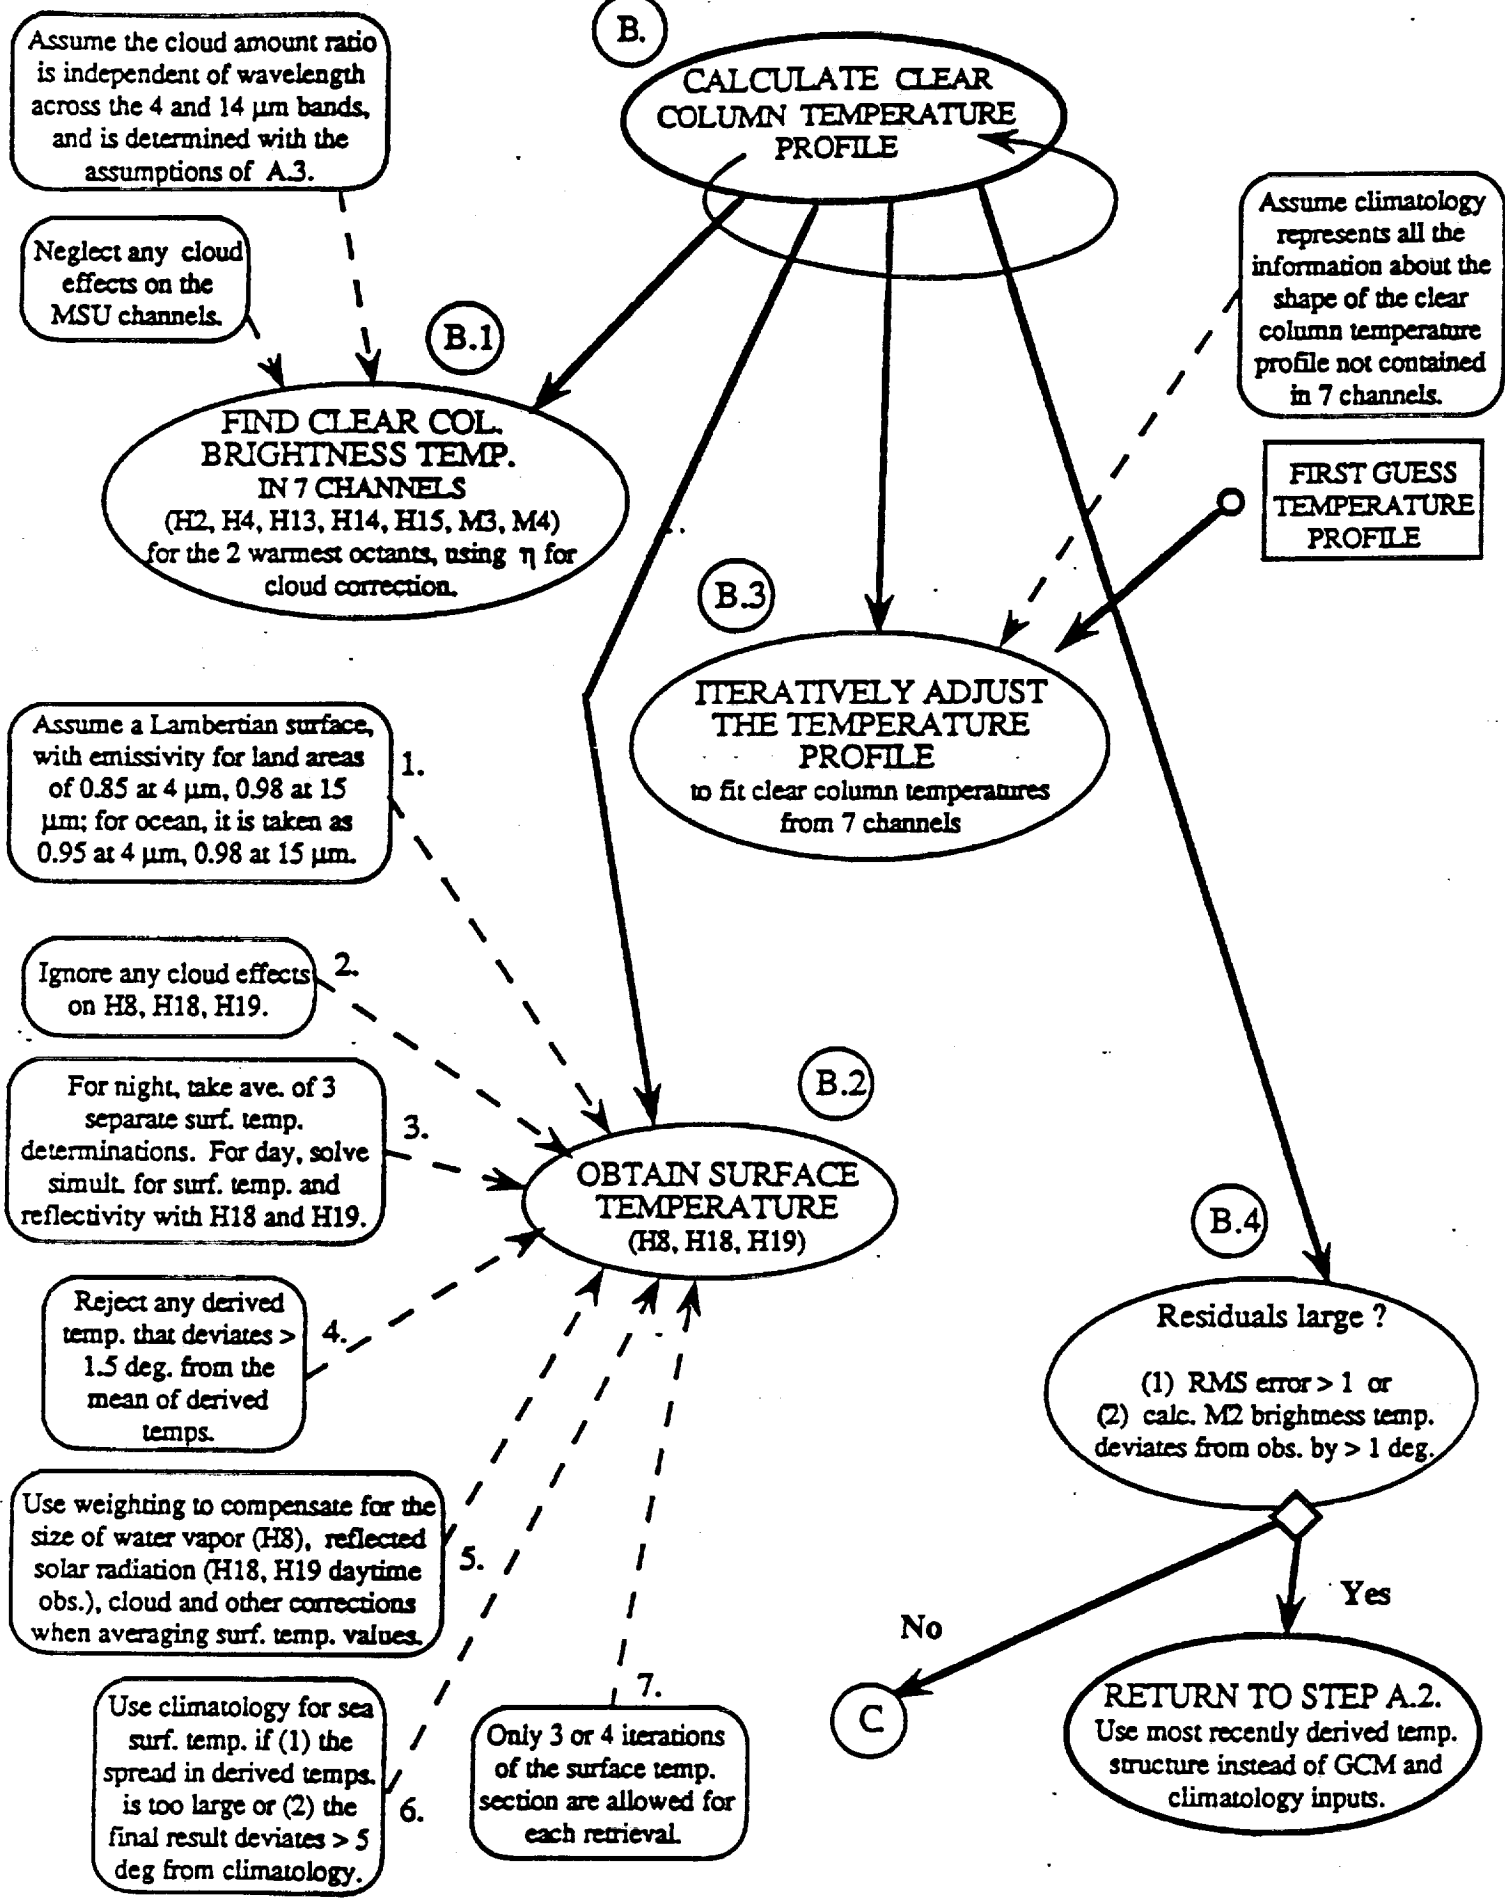 B.
CALCULATE CLEAR
COLUMN TEMPERATURE
PROFILE
Assume the cloud amount ratio
is independent of wavelength
across the 4 and 14 µm bands,
and is determined with the
assumptions of A.3.
Neglect any cloud
effects on the
MSU channels.
B.1
FIND CLEAR COL.
BRIGHTNESS TEMP.
IN 7 CHANNELS
(H2, H4, H13, H14, H15, M3, M4)
for the 2 warmest octants, using η for
cloud correction.
Assume climatology
represents all the
information about the
shape of the clear
column temperature
profile not contained
in 7 channels.
FIRST GUESS
TEMPERATURE
PROFILE
B.3
ITERATIVELY ADJUST
THE TEMPERATURE
PROFILE
to fit clear column temperatures
from 7 channels
Assume a Lambertian surface,
with emissivity for land areas
of 0.85 at 4 µm, 0.98 at 15
µm; for ocean, it is taken as
0.95 at 4 µm, 0.98 at 15 µm.
1.
Ignore any cloud effects
on H8, H18, H19.
2.
For night, take ave. of 3
separate surf. temp.
determinations. For day, solve
simult. for surf. temp. and
reflectivity with H18 and H19.
3.
B.2
OBTAIN SURFACE
TEMPERATURE
(H8, H18, H19)
Reject any derived
temp. that deviates >
1.5 deg. from the
mean of derived
temps.
4.
Use weighting to compensate for the
size of water vapor (H8), reflected
solar radiation (H18, H19 daytime
obs.), cloud and other corrections
when averaging surf. temp. values.
5.
Use climatology for sea
surf. temp. if (1) the
spread in derived temps.
is too large or (2) the
final result deviates > 5
deg from climatology.
6.
7.
Only 3 or 4 iterations
of the surface temp.
section are allowed for
each retrieval.
B.4
Residuals large ?
(1) RMS error > 1 or
(2) calc. M2 brightness temp.
deviates from obs. by > 1 deg.
No
Yes
C
RETURN TO STEP A.2.
Use most recently derived temp.
structure instead of GCM and
climatology inputs.